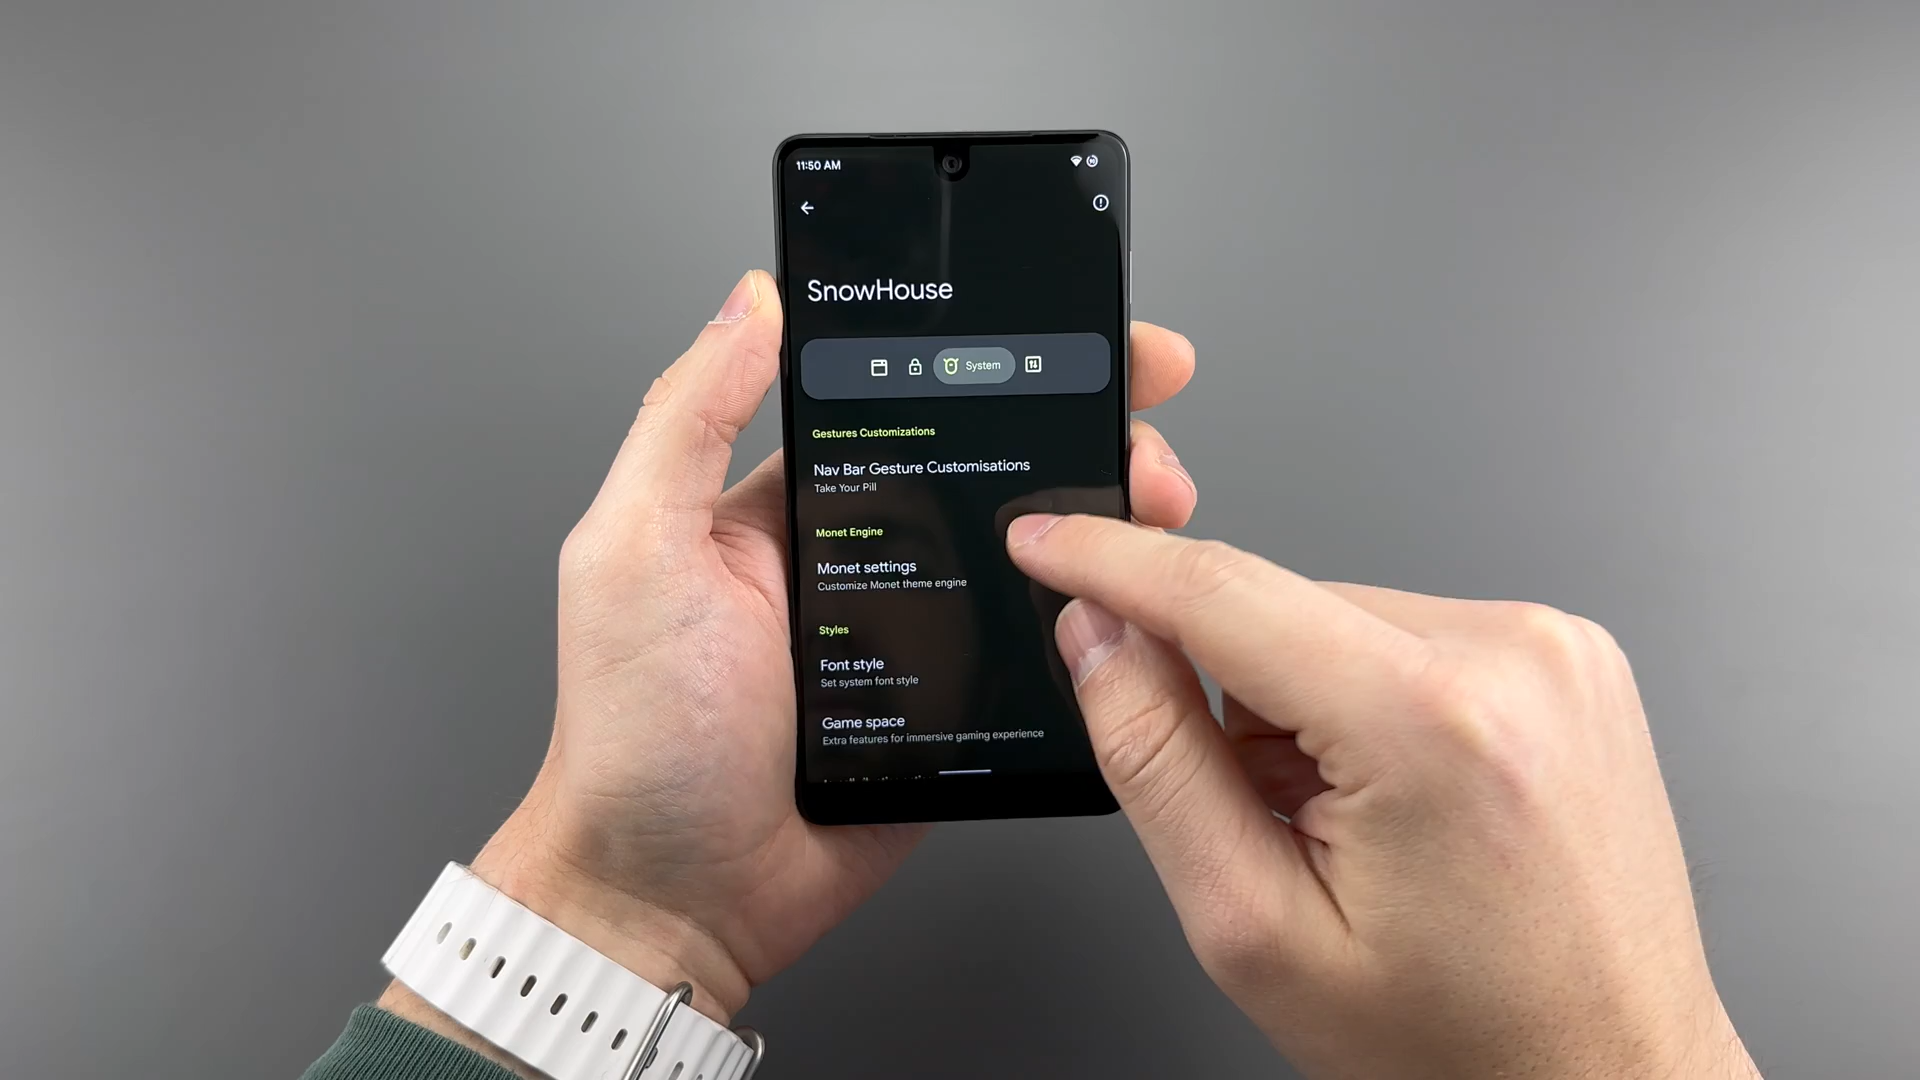 11:50 AM
SnowHouse
System
Gestures Customizations
Nav Bar Gesture Customisations
Take Your Pill
Monet Engine
Monet settings
Customize Monet theme engine
Styles
Font style
Set system font style
Game space
Extra features for immersive gaming experience